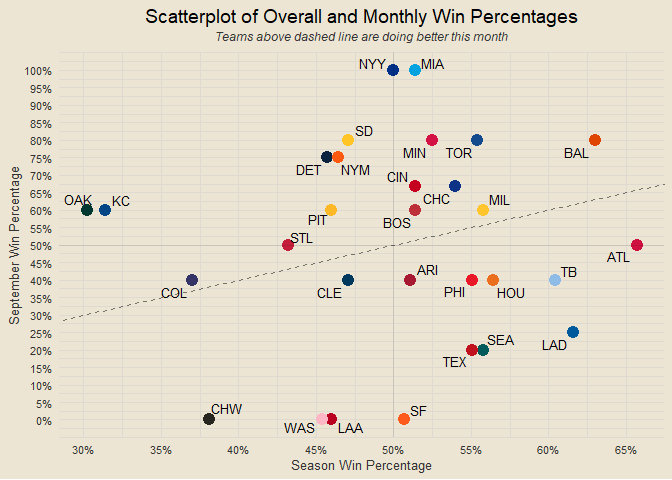 Scatterplot of Overall and Monthly Win Percentages
Teams above dashed line are doing better this month
September Win Percentage
100%
95%
90%
85%
80%
75%
70%
65%
60%
55%
50%
45%
40%
35%
30%
25%
20%
15%
10%
5%
0%
NYY
MIA
SD
MIN
TOR
BAL
DET
NYM
CIN
CHC
OAK
KC
PIT
BOS
MIL
STL
ATL
COL
CLE
ARI
PHI
HOU
TB
LAD
TEX
SEA
CHW
WAS
LAA
SF
30%
35%
40%
45%
50%
55%
60%
65%
Season Win Percentage